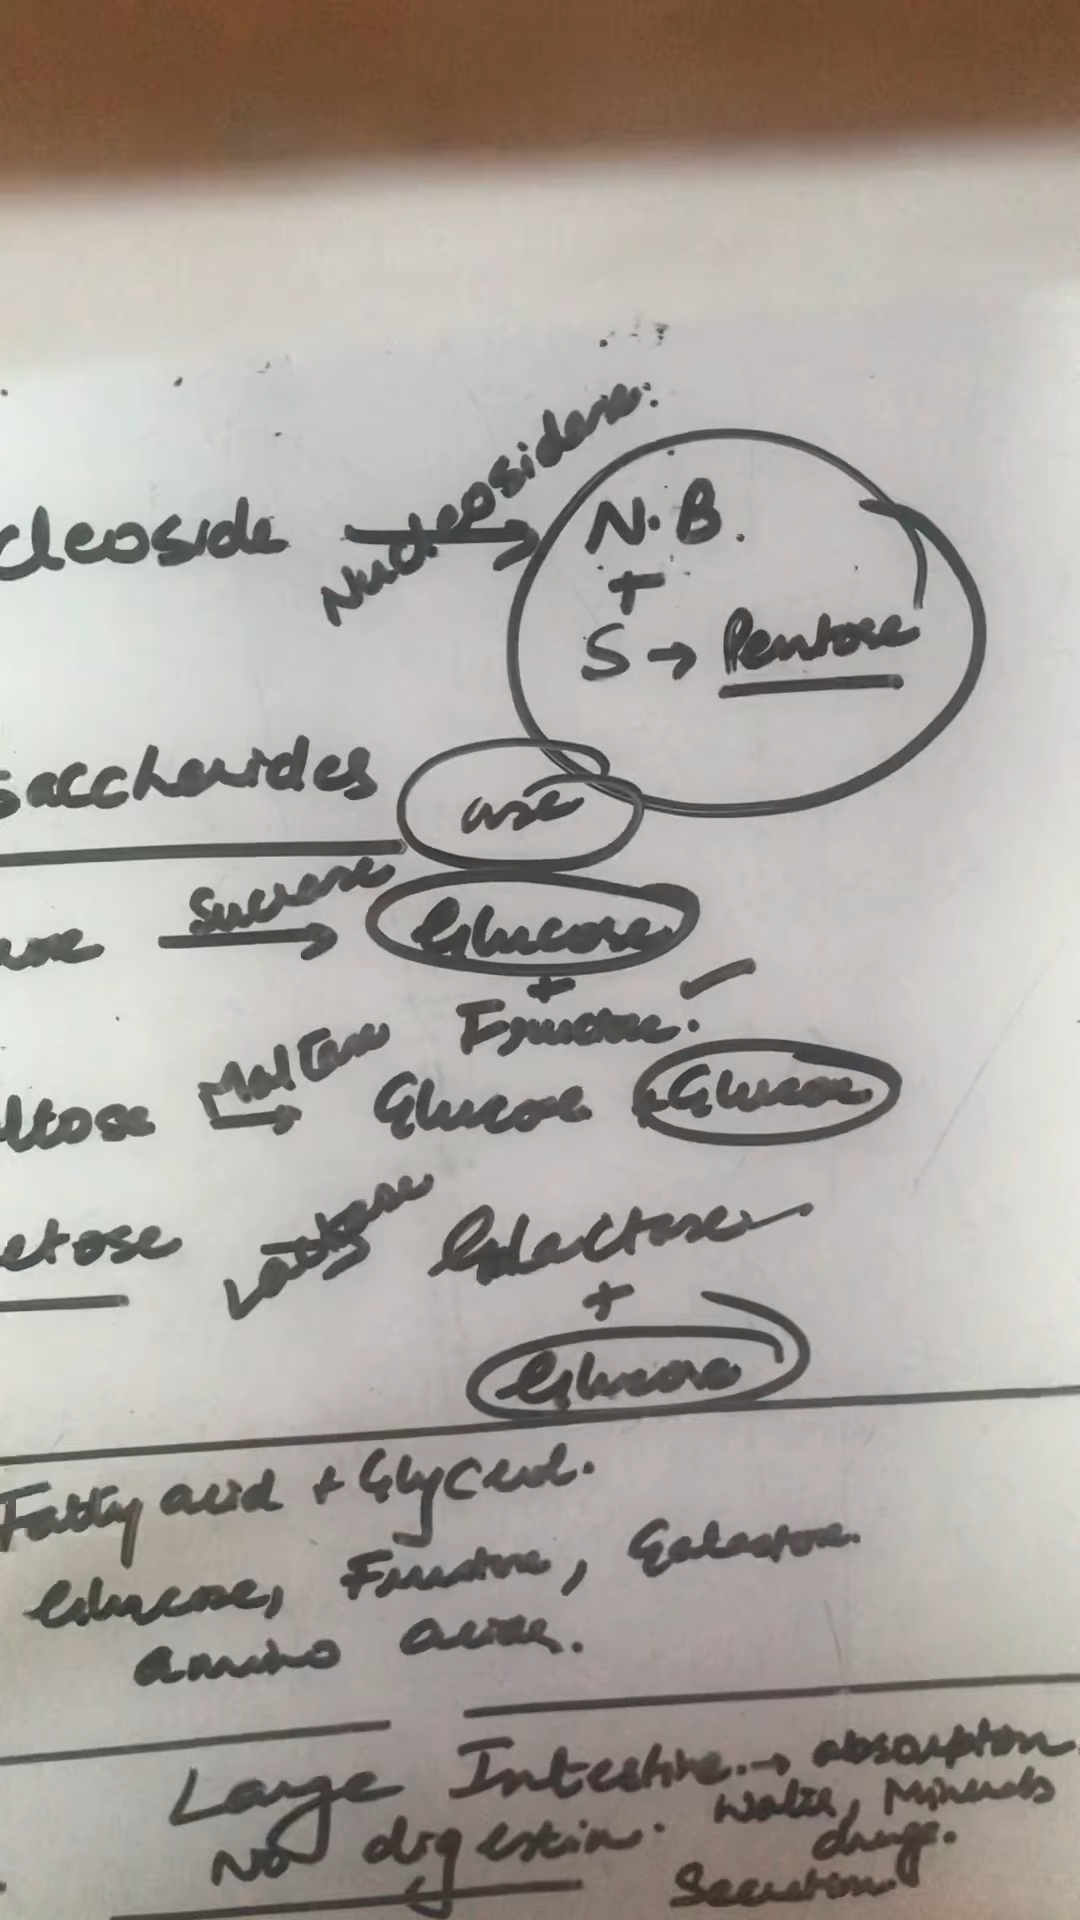 Nucleosidase:
cleoside → N.B.
+
S → Pentose
saccharides ase
Sucrase
ose → Glucose
+
Fructose.
Maltase
ltose → Glucose + Glucose
Lactase
ctose → Galactose
+
Glucose
Fatty acid + Glycerol.
Glucose, Fructose, Galactose.
amino acids.
Large Intestine. → absorption
No digestion. Water, Minerals
drugs.
Secretion